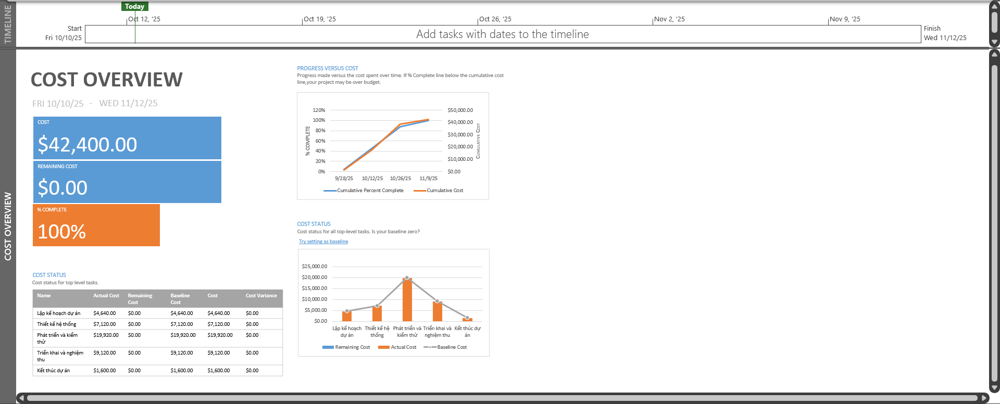 TIMELINE
Today
Oct 12, '25
Oct 19, '25
Oct 26, '25
Nov 2, '25
Nov 9, '25
Start
Fri 10/10/25
Add tasks with dates to the timeline
Finish
Wed 11/12/25
COST OVERVIEW
COST OVERVIEW
FRI 10/10/25 - WED 11/12/25
COST
$42,400.00
REMAINING COST
$0.00
% COMPLETE
100%
COST STATUS
Cost status for top level tasks.
Name Actual Cost Remaining Cost Baseline Cost Cost Cost Variance
Lập kế hoạch dự án $4,640.00 $0.00 $4,640.00 $4,640.00 $0.00
Thiết kế hệ thống $7,120.00 $0.00 $7,120.00 $7,120.00 $0.00
Phát triển và kiểm thử $19,920.00 $0.00 $19,920.00 $19,920.00 $0.00
Triển khai và nghiệm thu $9,120.00 $0.00 $9,120.00 $9,120.00 $0.00
Kết thúc dự án $1,600.00 $0.00 $1,600.00 $1,600.00 $0.00
PROGRESS VERSUS COST
Progress made versus the cost spent over time. If % Complete line below the cumulative cost
line,your project may be over budget.
% COMPLETE
120%
100%
80%
60%
40%
20%
0%
$50,000.00
$40,000.00
$30,000.00
$20,000.00
$10,000.00
$0.00
CUMULATIVE COST
9/28/25 10/12/25 10/26/25 11/9/25
Cumulative Percent Complete Cumulative Cost
COST STATUS
Cost status for all top-level tasks. Is your baseline zero?
Try setting as baseline
$25,000.00
$20,000.00
$15,000.00
$10,000.00
$5,000.00
$0.00
Lập kế hoạch dự án
Thiết kế hệ thống
Phát triển và kiểm thử
Triển khai và nghiệm thu
Kết thúc dự án
Remaining Cost Actual Cost Baseline Cost